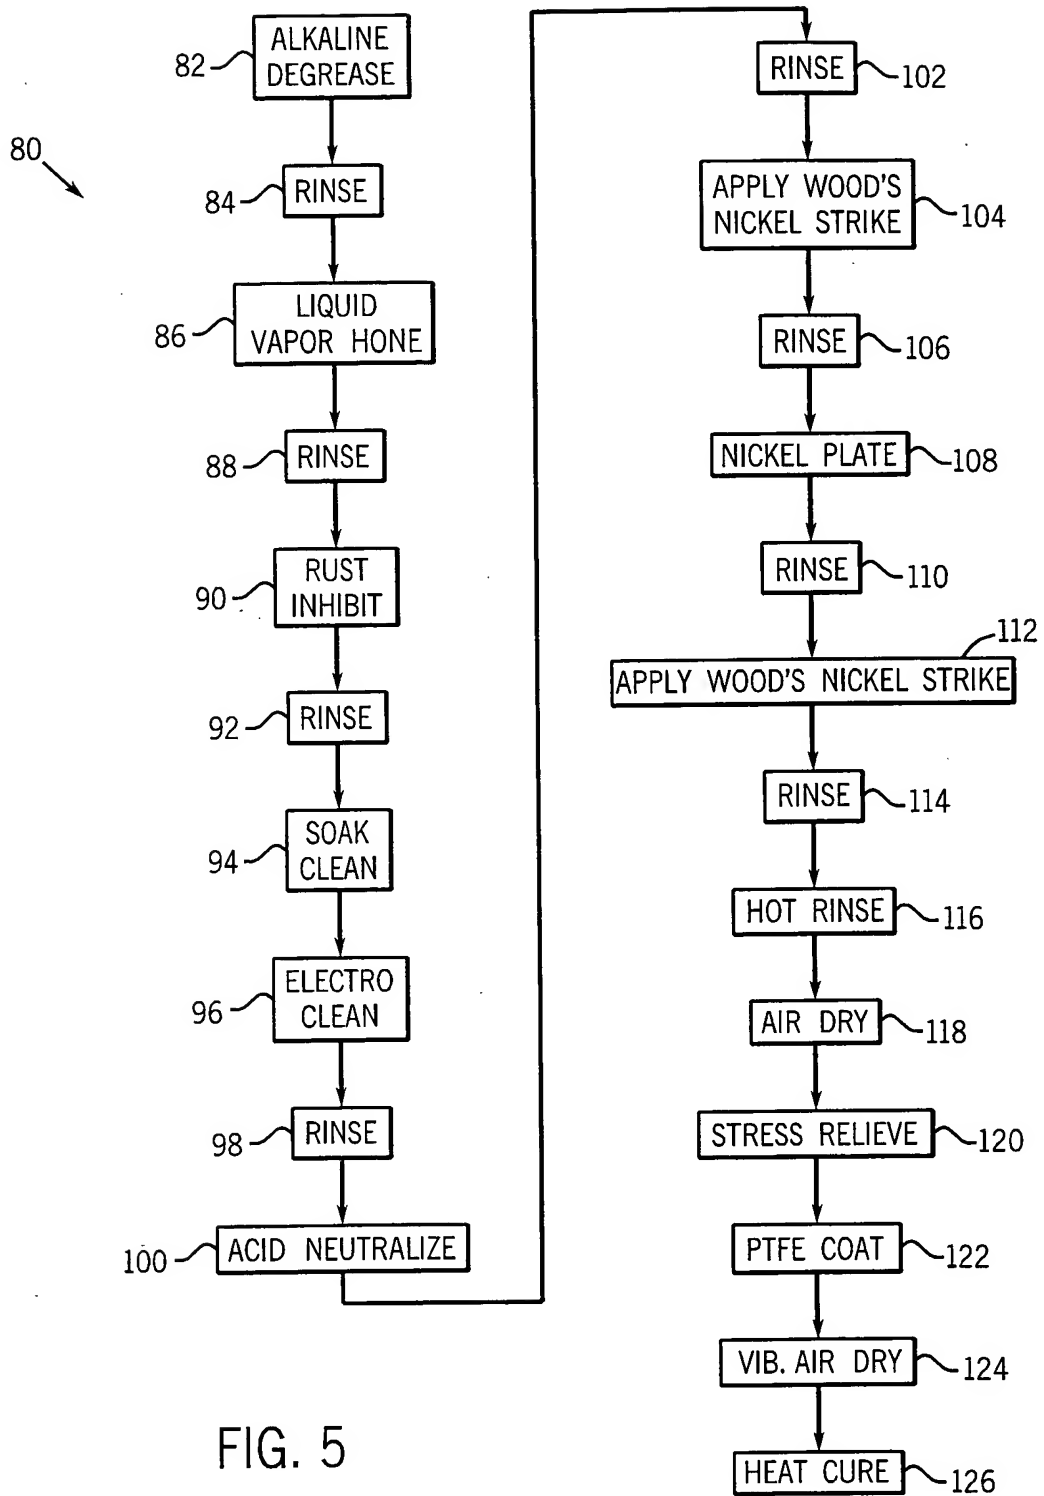 80
82
ALKALINE
DEGREASE
84
RINSE
86
LIQUID
VAPOR HONE
88
RINSE
90
RUST
INHIBIT
92
RINSE
94
SOAK
CLEAN
96
ELECTRO
CLEAN
98
RINSE
100
ACID NEUTRALIZE
RINSE
102
APPLY WOOD'S
NICKEL STRIKE
104
RINSE
106
NICKEL PLATE
108
RINSE
110
112
APPLY WOOD'S NICKEL STRIKE
RINSE
114
HOT RINSE
116
AIR DRY
118
STRESS RELIEVE
120
PTFE COAT
122
VIB. AIR DRY
124
HEAT CURE
126
FIG. 5